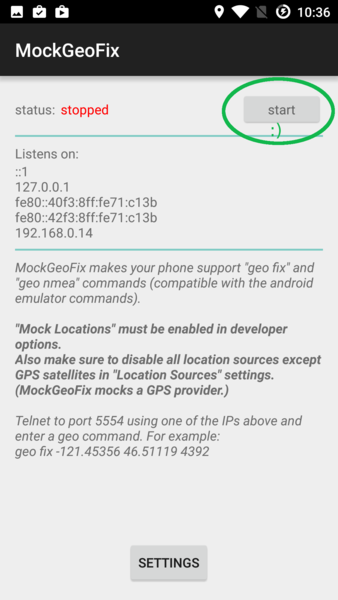 10:36
MockGeoFix
status: stopped
start
:)
Listens on:
::1
127.0.0.1
fe80::40f3:8ff:fe71:c13b
fe80::42f3:8ff:fe71:c13b
192.168.0.14
MockGeoFix makes your phone support "geo fix" and
"geo nmea" commands (compatible with the android
emulator commands).
"Mock Locations" must be enabled in developer
options.
Also make sure to disable all location sources except
GPS satellites in "Location Sources" settings.
(MockGeoFix mocks a GPS provider.)
Telnet to port 5554 using one of the IPs above and
enter a geo command. For example:
geo fix -121.45356 46.51119 4392
SETTINGS